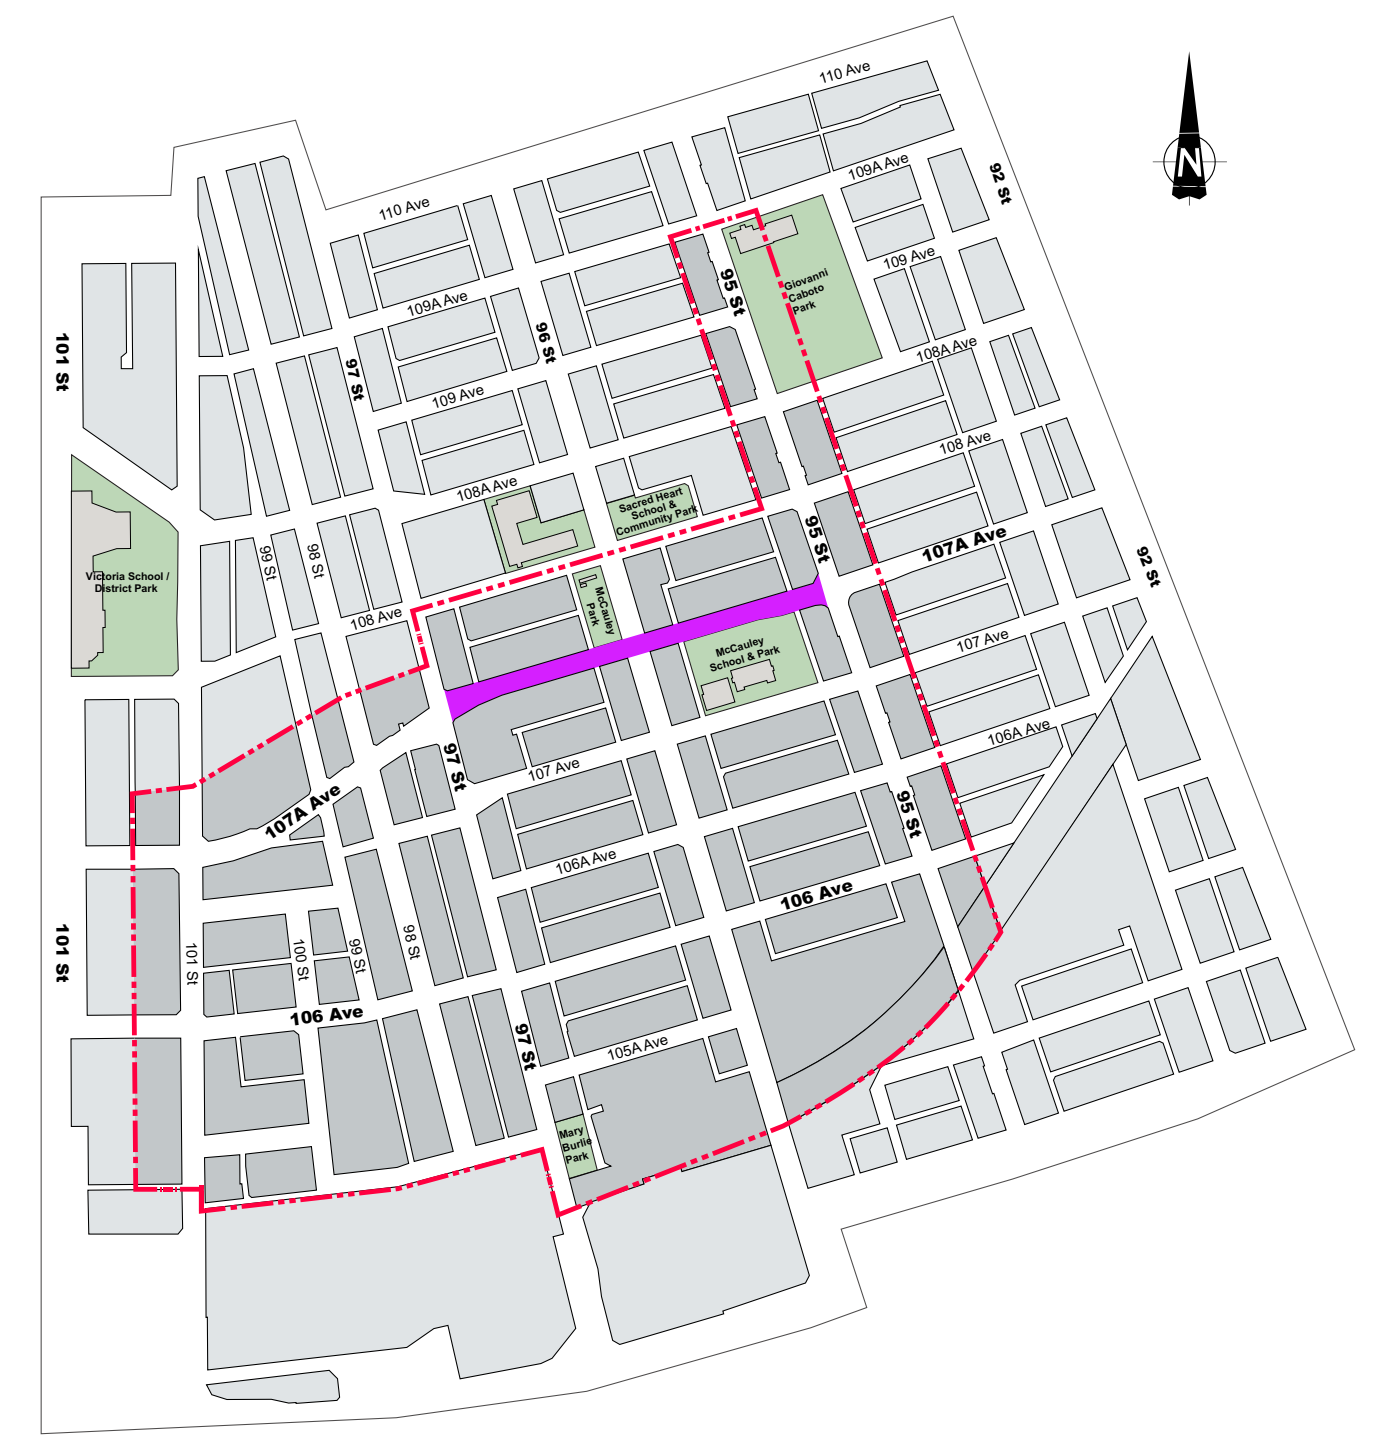 110 Ave
N
109A Ave
92 St
110 Ave
109 Ave
Giovanni
Caboto
Park
95 St
109A Ave
96 St
101 St
97 St
108A Ave
109 Ave
108 Ave
108A Ave
Sacred Heart
School &
Community Park
95 St
107A Ave
99 St
98 St
92 St
Victoria School /
District Park
McCauley
Park
108 Ave
107 Ave
McCauley
School & Park
106A Ave
97 St
107 Ave
107A Ave
95 St
106A Ave
106 Ave
101 St
101 St
100 St
99 St
98 St
106 Ave
97 St
105A Ave
Mary
Burlie
Park